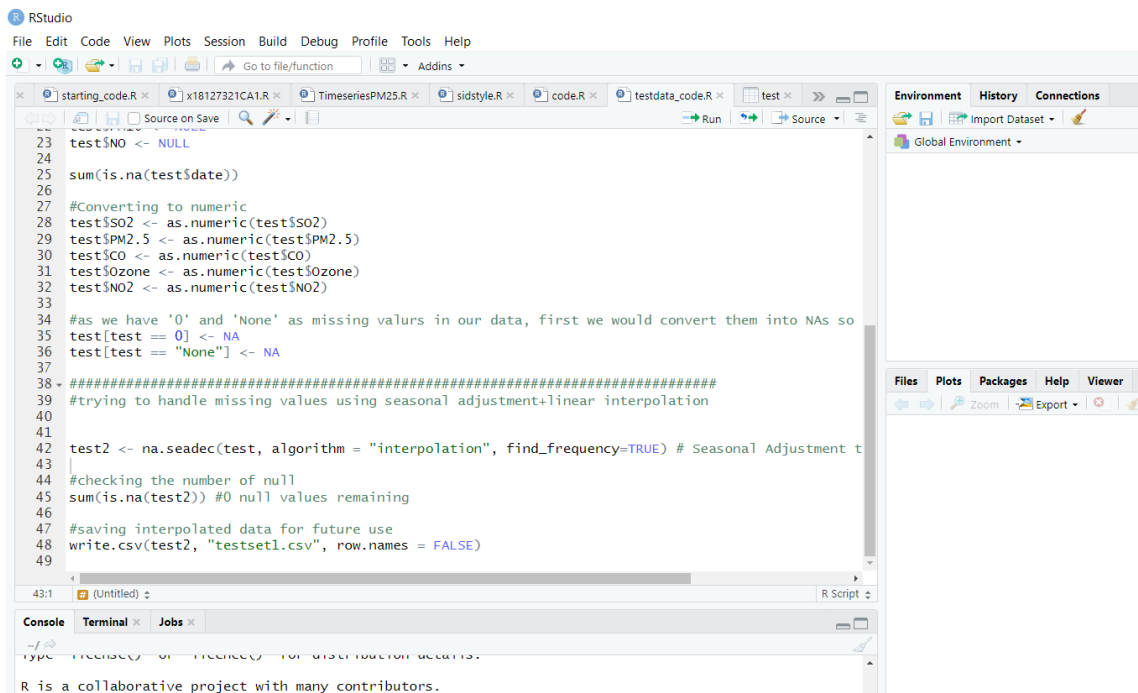 RStudio
File Edit Code View Plots Session Build Debug Profile Tools Help
Go to file/function Addins
starting_code.R x18127321CA1.R TimeseriesPM25.R sidstyle.R code.R testdata_code.R test
Source on Save Run Source
23 test$NO <- NULL
24
25 sum(is.na(test$date))
26
27 #Converting to numeric
28 test$SO2 <- as.numeric(test$SO2)
29 test$PM2.5 <- as.numeric(test$PM2.5)
30 test$CO <- as.numeric(test$CO)
31 test$Ozone <- as.numeric(test$Ozone)
32 test$NO2 <- as.numeric(test$NO2)
33
34 #as we have '0' and 'None' as missing valurs in our data, first we would convert them into NAs so
35 test[test == 0] <- NA
36 test[test == "None"] <- NA
37
38 ################################################################################
39 #trying to handle missing values using seasonal adjustment+linear interpolation
40
41
42 test2 <- na.seadec(test, algorithm = "interpolation", find_frequency=TRUE) # Seasonal Adjustment t
43
44 #checking the number of null
45 sum(is.na(test2)) #0 null values remaining
46
47 #saving interpolated data for future use
48 write.csv(test2, "testset1.csv", row.names = FALSE)
49
43:1 (Untitled) R Script
Console Terminal Jobs
~/
R is a collaborative project with many contributors.
Environment History Connections
Import Dataset
Global Environment
Files Plots Packages Help Viewer
Zoom Export